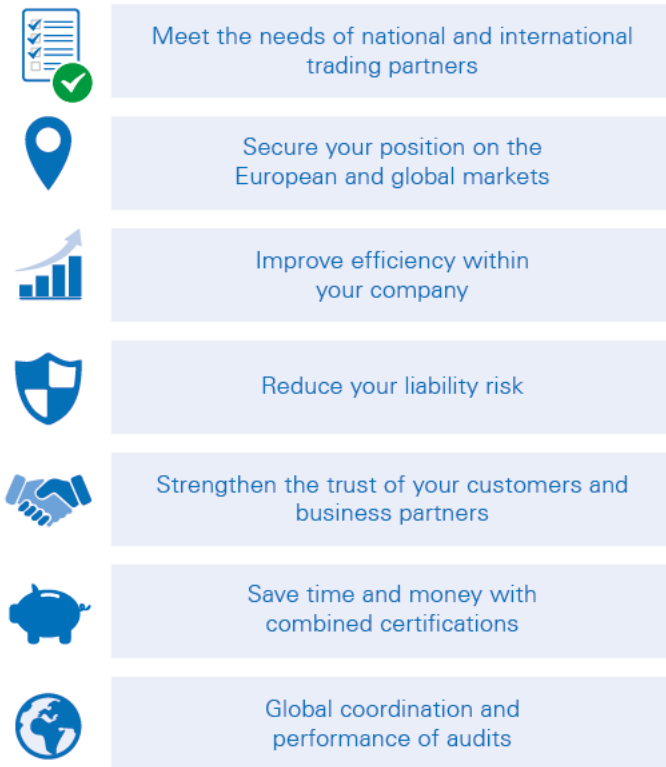 Meet the needs of national and international
trading partners
Secure your position on the
European and global markets
Improve efficiency within
your company
Reduce your liability risk
Strengthen the trust of your customers and
business partners
Save time and money with
combined certifications
Global coordination and
performance of audits